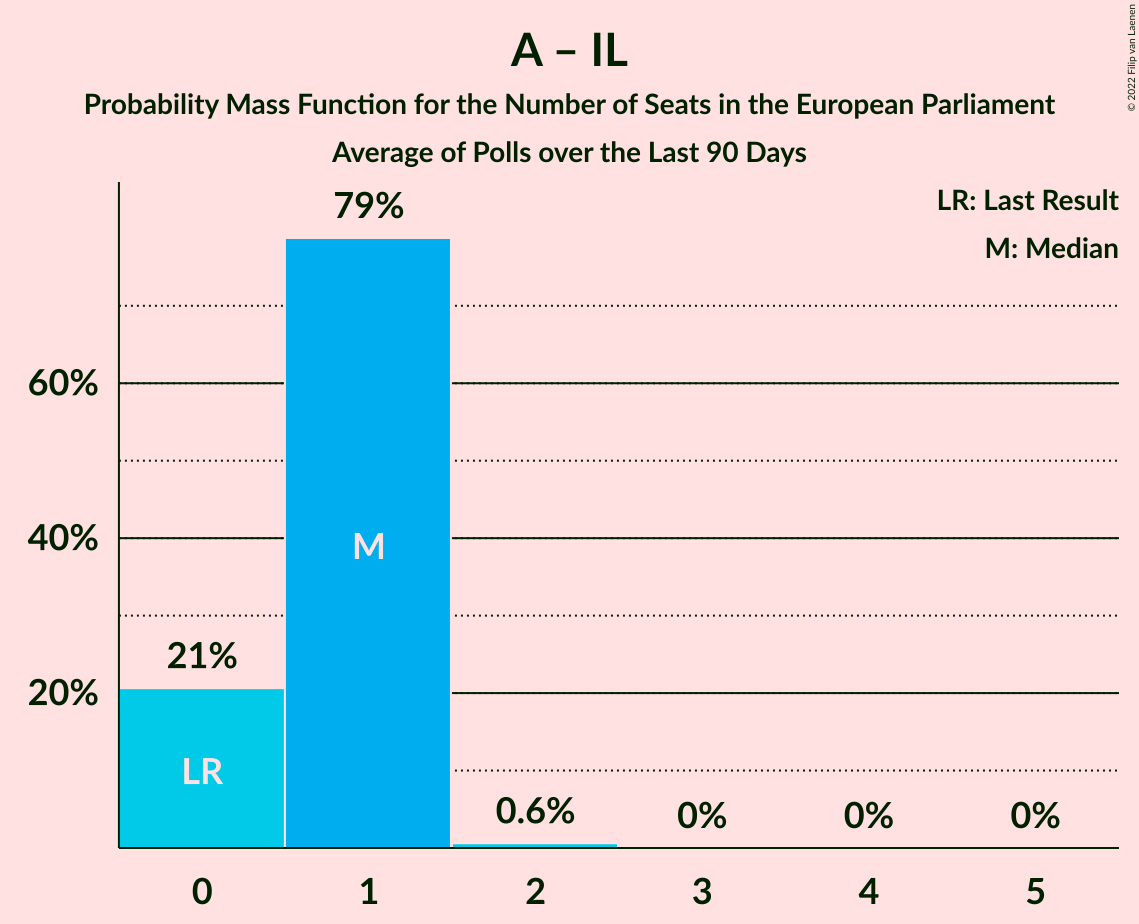 A – IL
Probability Mass Function for the Number of Seats in the European Parliament
Average of Polls over the Last 90 Days
© 2022 Filip van Laenen
LR: Last Result
M: Median
79%
60%
40%
20%
21%
0.6%
0%
0%
0%
LR
M
0
1
2
3
4
5